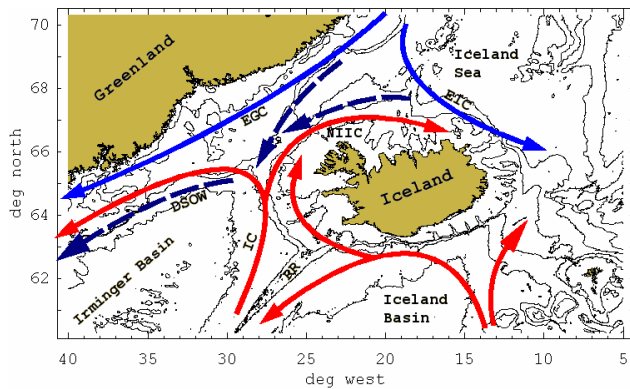 70
68
66
64
62
deg north
40
35
30
25
20
15
10
5
deg west
Greenland
Iceland
Sea
EGC
EIC
NIIC
Iceland
DSOW
IC
RR
Irminger Basin
Iceland
Basin